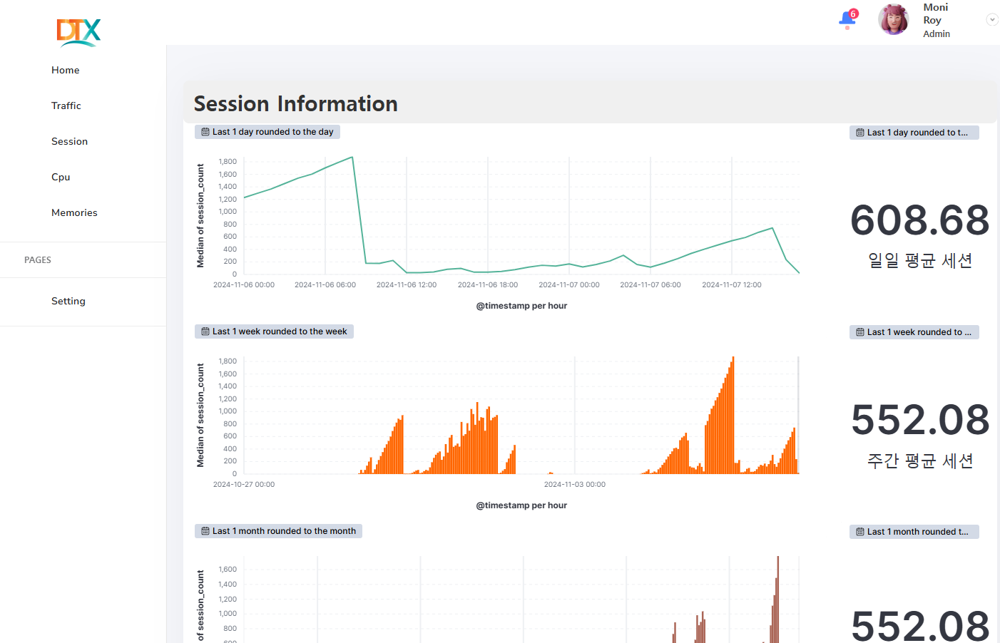 DTX
6
Moni
Roy
Admin
Home
Traffic
Session
Cpu
Memories
PAGES
Setting
Session Information
Last 1 day rounded to the day
Median of session_count
1,800
1,600
1,400
1,200
1,000
800
600
400
200
0
2024-11-06 00:00 2024-11-06 06:00 2024-11-06 12:00 2024-11-06 18:00 2024-11-07 00:00 2024-11-07 06:00 2024-11-07 12:00
@timestamp per hour
Last 1 day rounded to t...
608.68
일일 평균 세션
Last 1 week rounded to the week
Median of session_count
1,800
1,600
1,400
1,200
1,000
800
600
400
200
0
2024-10-27 00:00 2024-11-03 00:00
@timestamp per hour
Last 1 week rounded to ...
552.08
주간 평균 세션
Last 1 month rounded to the month
of session_count
1,600
1,400
1,200
1,000
800
600
Last 1 month rounded t...
552.08